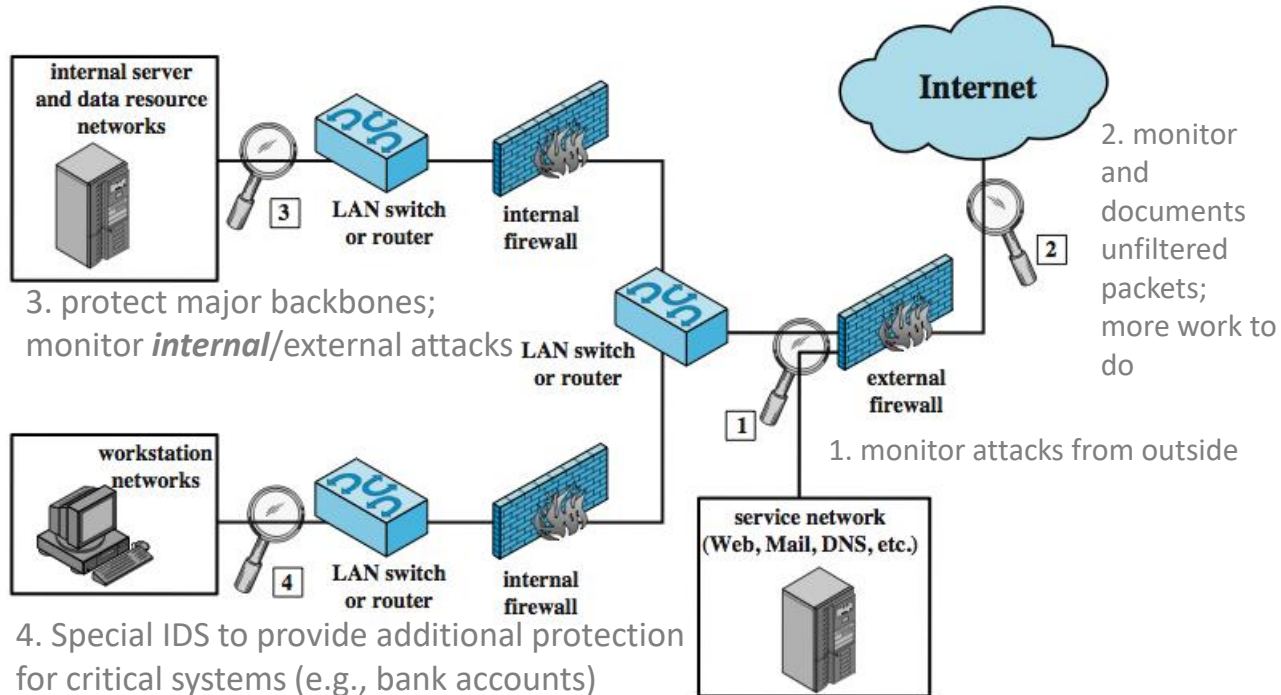 internal server
and data resource
networks
3
LAN switch
or router
internal
firewall
Internet
2. monitor
and
documents
unfiltered
packets;
more work to
do
2
3. protect major backbones;
monitor internal/external attacks
LAN switch
or router
1
external
firewall
1. monitor attacks from outside
workstation
networks
4
LAN switch
or router
internal
firewall
service network
(Web, Mail, DNS, etc.)
4. Special IDS to provide additional protection
for critical systems (e.g., bank accounts)